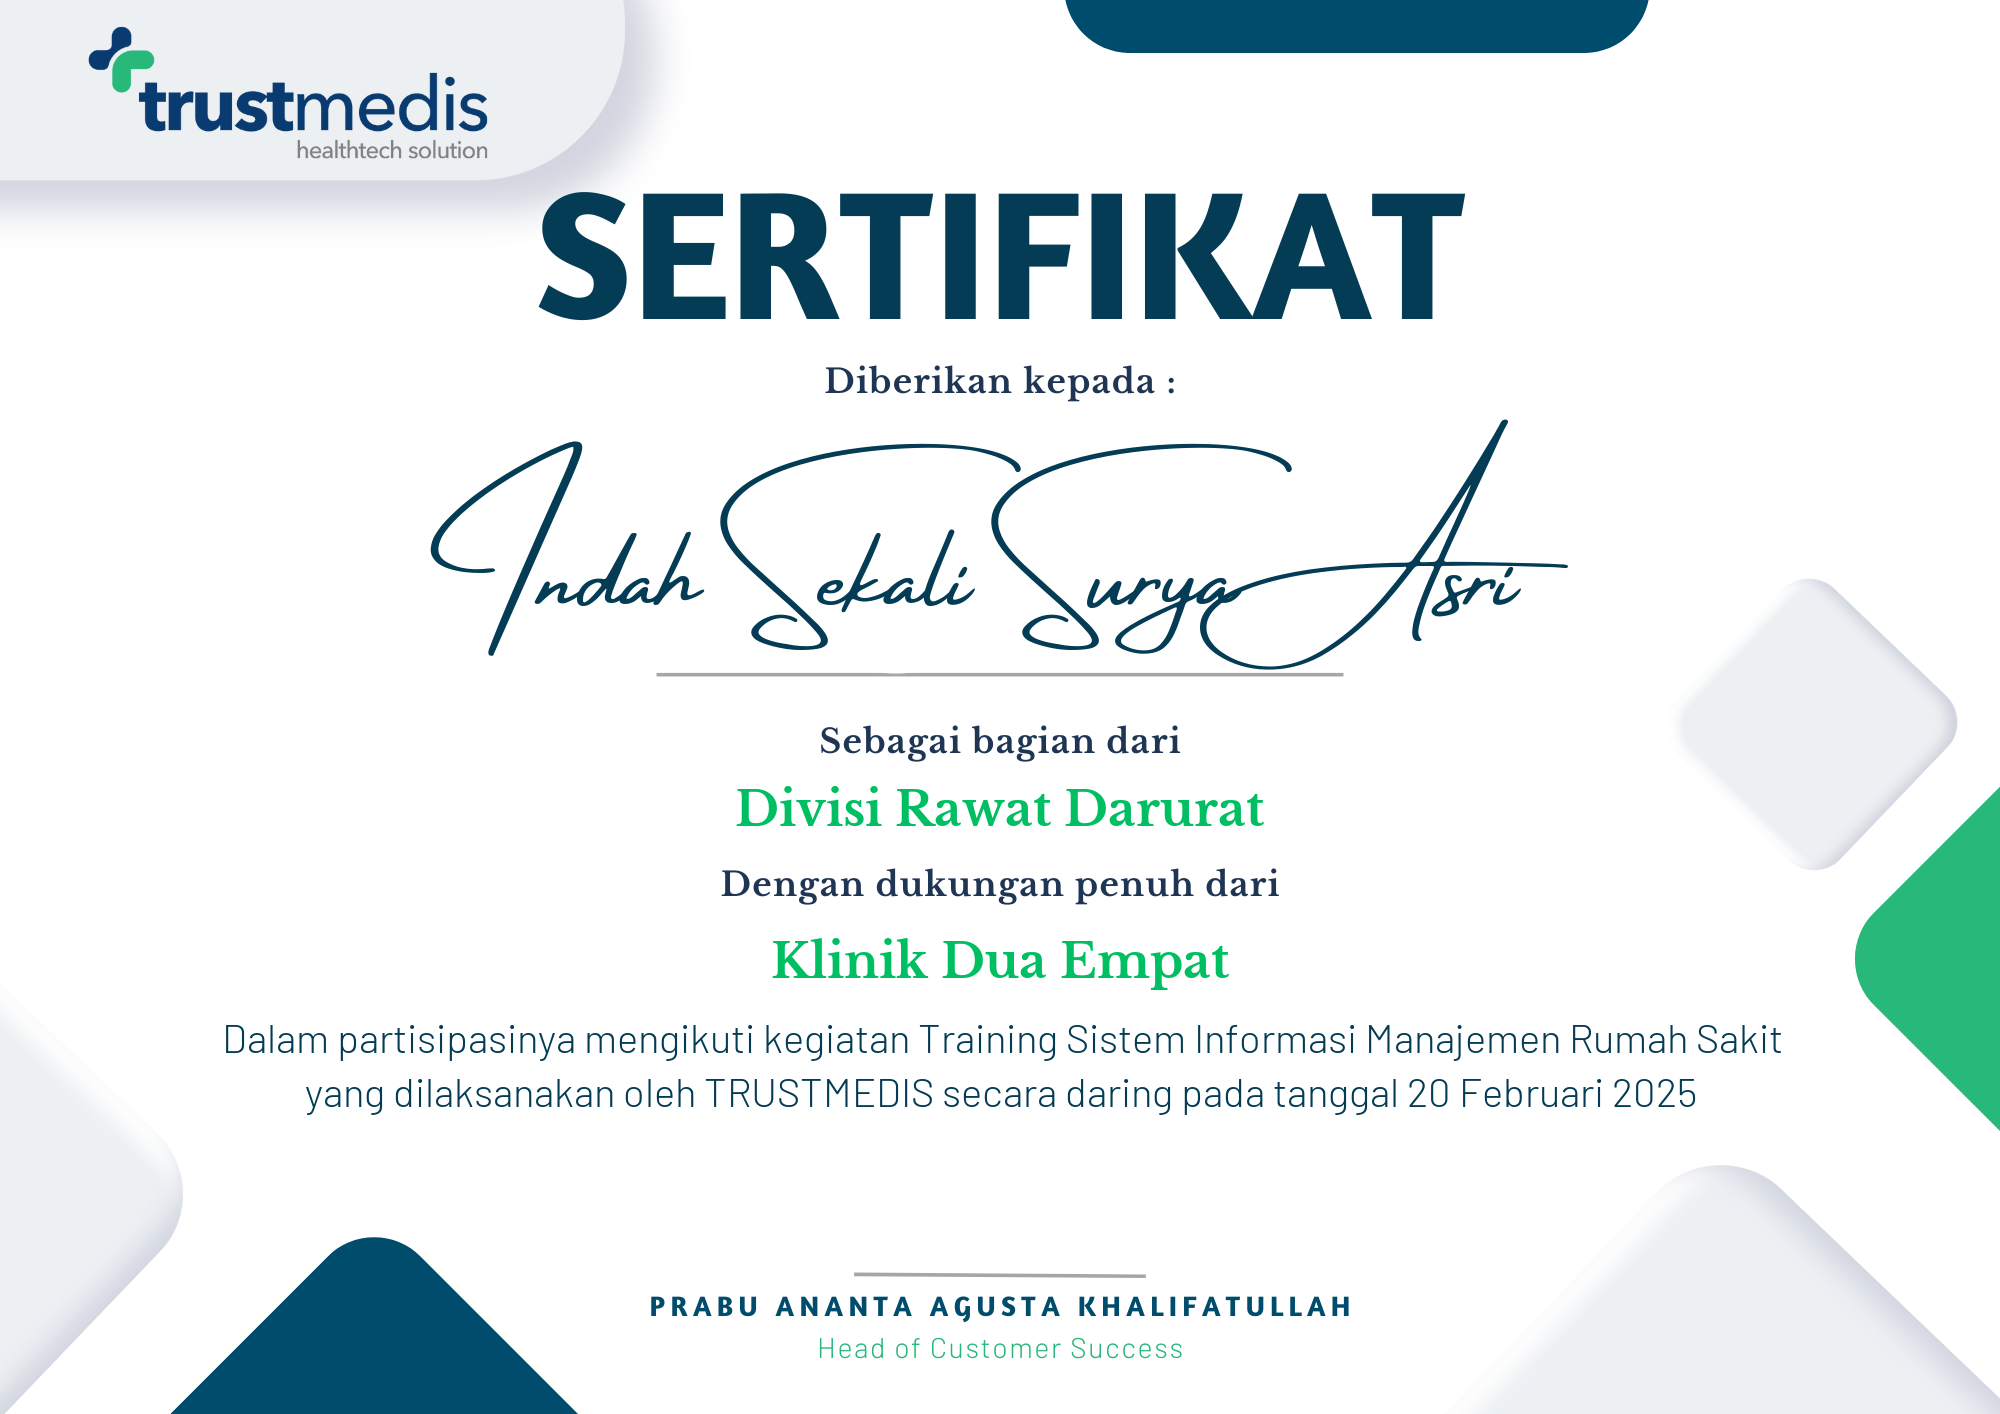 trustmedis
healthtech solution
SERTIFIKAT
Diberikan kepada :
Indah Sekali Surya Asri
Sebagai bagian dari
Divisi Rawat Darurat
Dengan dukungan penuh dari
Klinik Dua Empat
Dalam partisipasinya mengikuti kegiatan Training Sistem Informasi Manajemen Rumah Sakit
yang dilaksanakan oleh TRUSTMEDIS secara daring pada tanggal 20 Februari 2025
PRABU ANANTA AGUSTA KHALIFATULLAH
Head of Customer Success